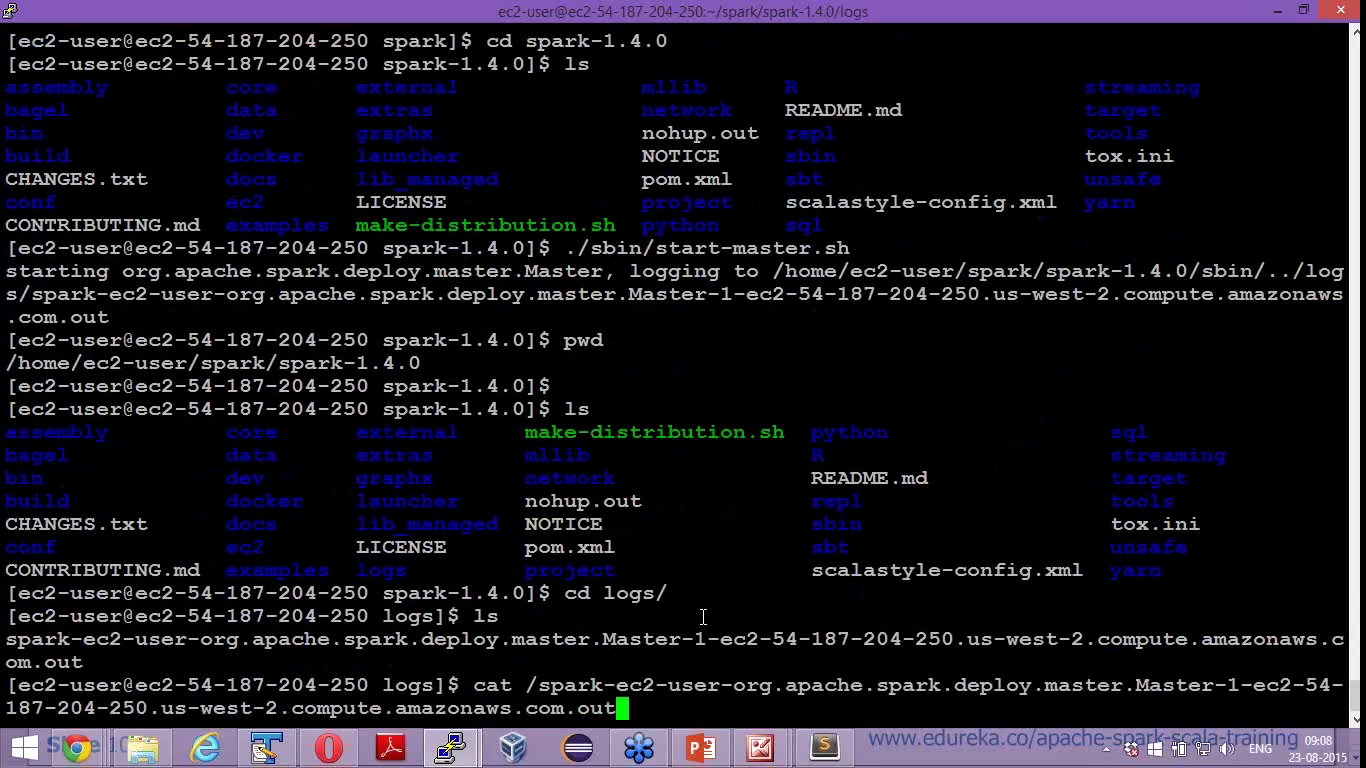 ec2-user@ec2-54-187-204-250:~/spark/spark-1.4.0/logs
[ec2-user@ec2-54-187-204-250 spark]$ cd spark-1.4.0
[ec2-user@ec2-54-187-204-250 spark-1.4.0]$ ls
assembly core external mllib R streaming
bagel data extras network README.md target
bin dev graphx nohup.out repl tools
build docker launcher NOTICE sbin tox.ini
CHANGES.txt docs lib_managed pom.xml sbt unsafe
conf ec2 LICENSE project scalastyle-config.xml yarn
CONTRIBUTING.md examples make-distribution.sh python sql
[ec2-user@ec2-54-187-204-250 spark-1.4.0]$ ./sbin/start-master.sh
starting org.apache.spark.deploy.master.Master, logging to /home/ec2-user/spark/spark-1.4.0/sbin/../log
s/spark-ec2-user-org.apache.spark.deploy.master.Master-1-ec2-54-187-204-250.us-west-2.compute.amazonaws
.com.out
[ec2-user@ec2-54-187-204-250 spark-1.4.0]$ pwd
/home/ec2-user/spark/spark-1.4.0
[ec2-user@ec2-54-187-204-250 spark-1.4.0]$
[ec2-user@ec2-54-187-204-250 spark-1.4.0]$ ls
assembly core external make-distribution.sh python sql
bagel data extras mllib R streaming
bin dev graphx network README.md target
build docker launcher nohup.out repl tools
CHANGES.txt docs lib_managed NOTICE sbin tox.ini
conf ec2 LICENSE pom.xml sbt unsafe
CONTRIBUTING.md examples logs project scalastyle-config.xml yarn
[ec2-user@ec2-54-187-204-250 spark-1.4.0]$ cd logs/
[ec2-user@ec2-54-187-204-250 logs]$ ls
spark-ec2-user-org.apache.spark.deploy.master.Master-1-ec2-54-187-204-250.us-west-2.compute.amazonaws.c
om.out
[ec2-user@ec2-54-187-204-250 logs]$ cat /spark-ec2-user-org.apache.spark.deploy.master.Master-1-ec2-54-
187-204-250.us-west-2.compute.amazonaws.com.out
www.edureka.co/apache-spark-scala-training
ENG
09:08
23-08-2015